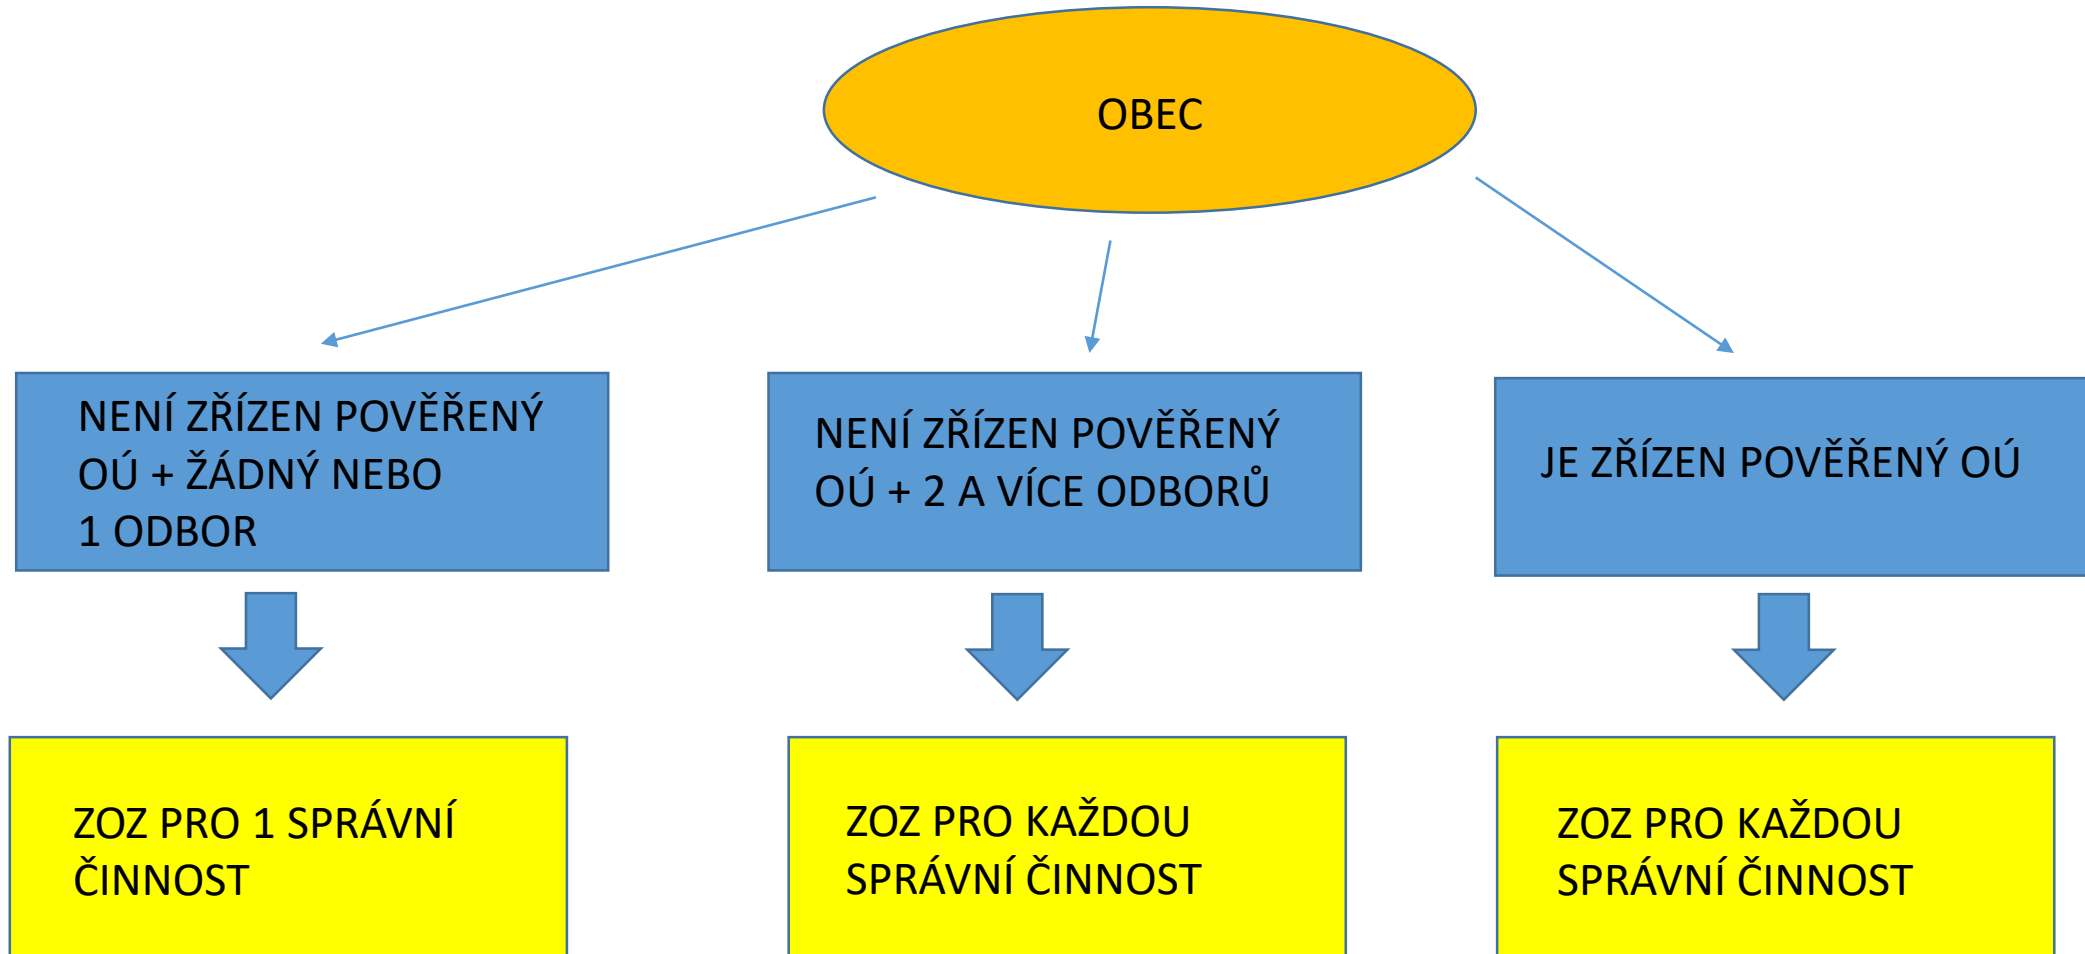 OBEC
NENÍ ZŘÍZEN POVĚŘENÝ
OÚ + ŽÁDNÝ NEBO
1 ODBOR
NENÍ ZŘÍZEN POVĚŘENÝ
OÚ + 2 A VÍCE ODBORŮ
JE ZŘÍZEN POVĚŘENÝ OÚ
ZOZ PRO 1 SPRÁVNÍ
ČINNOST
ZOZ PRO KAŽDOU
SPRÁVNÍ ČINNOST
ZOZ PRO KAŽDOU
SPRÁVNÍ ČINNOST